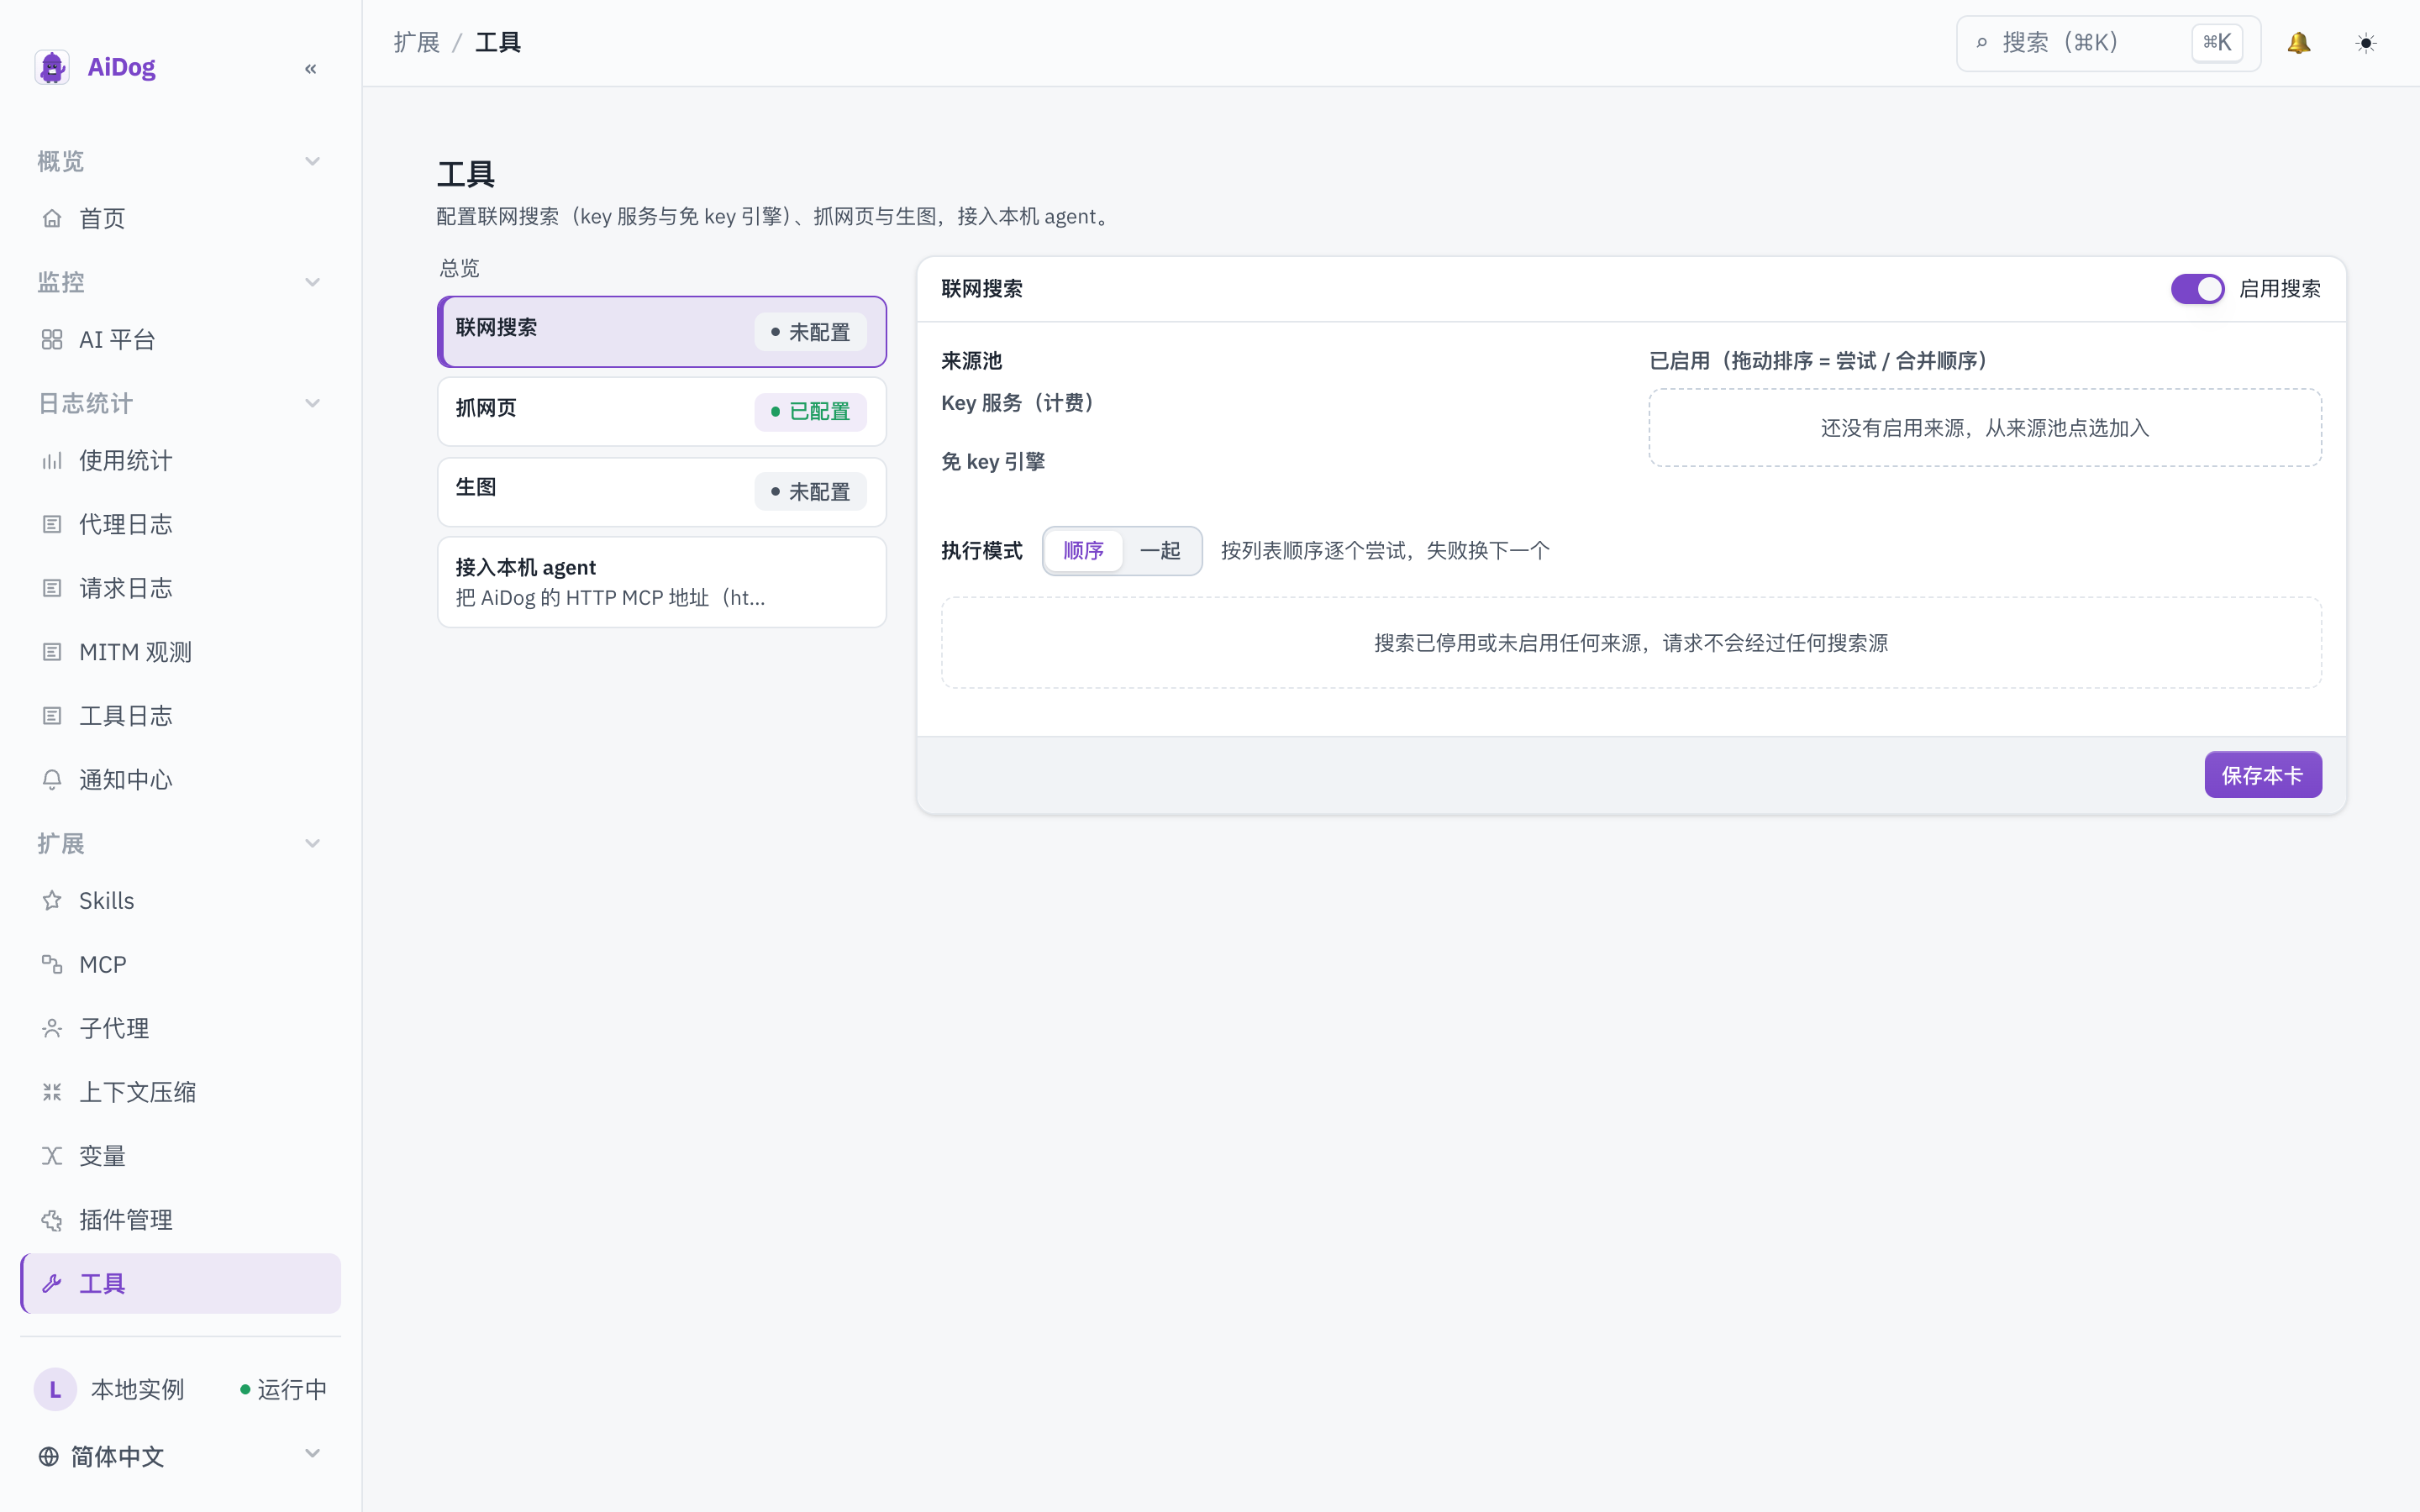 AiDog
«
概览
首页
监控
AI 平台
日志统计
使用统计
代理日志
请求日志
MITM 观测
工具日志
通知中心
扩展
Skills
MCP
子代理
上下文压缩
变量
插件管理
工具
L 本地实例 运行中
简体中文
扩展 / 工具
搜索（⌘K） ⌘K
工具
配置联网搜索（key 服务与免 key 引擎）、抓网页与生图，接入本机 agent。
总览
联网搜索 未配置
抓网页 已配置
生图 未配置
接入本机 agent
把 AiDog 的 HTTP MCP 地址（ht...
联网搜索 启用搜索
来源池
Key 服务（计费）
免 key 引擎
已启用（拖动排序 = 尝试 / 合并顺序）
还没有启用来源，从来源池点选加入
执行模式 顺序 一起 按列表顺序逐个尝试，失败换下一个
搜索已停用或未启用任何来源，请求不会经过任何搜索源
保存本卡